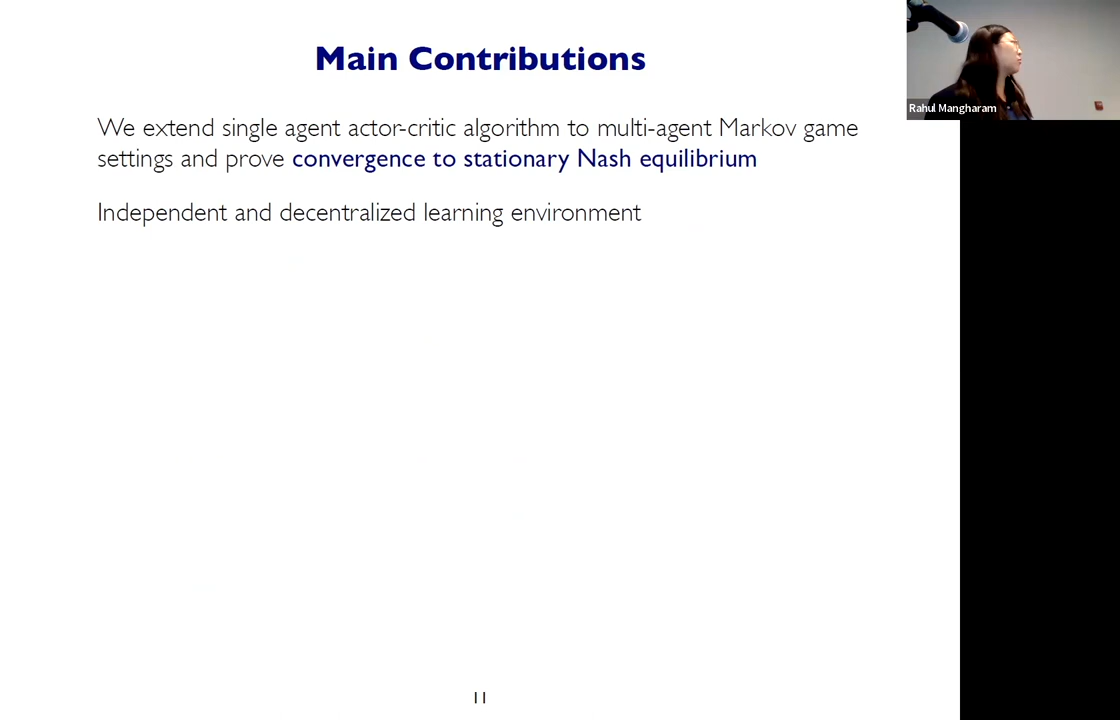 Main Contributions
Rahul Mangharam
We extend single agent actor-critic algorithm to multi-agent Markov game
settings and prove convergence to stationary Nash equilibrium
Independent and decentralized learning environment
11